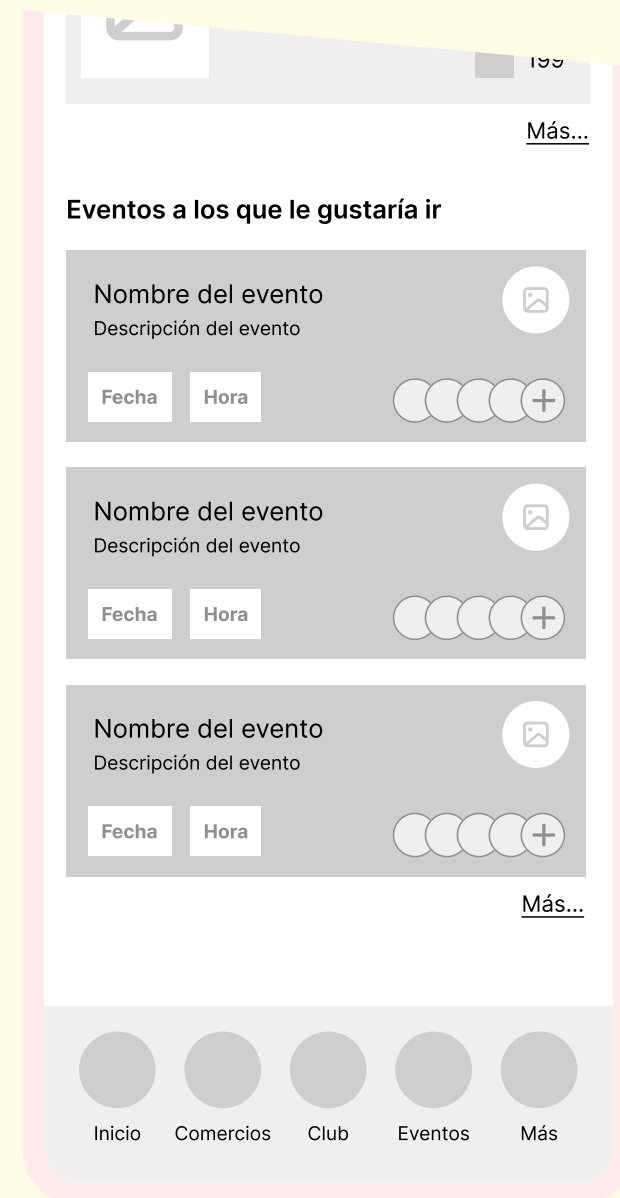 199
Más...
Eventos a los que le gustaría ir
Nombre del evento
Descripción del evento
Fecha Hora
Nombre del evento
Descripción del evento
Fecha Hora
Nombre del evento
Descripción del evento
Fecha Hora
Más...
Inicio Comercios Club Eventos Más